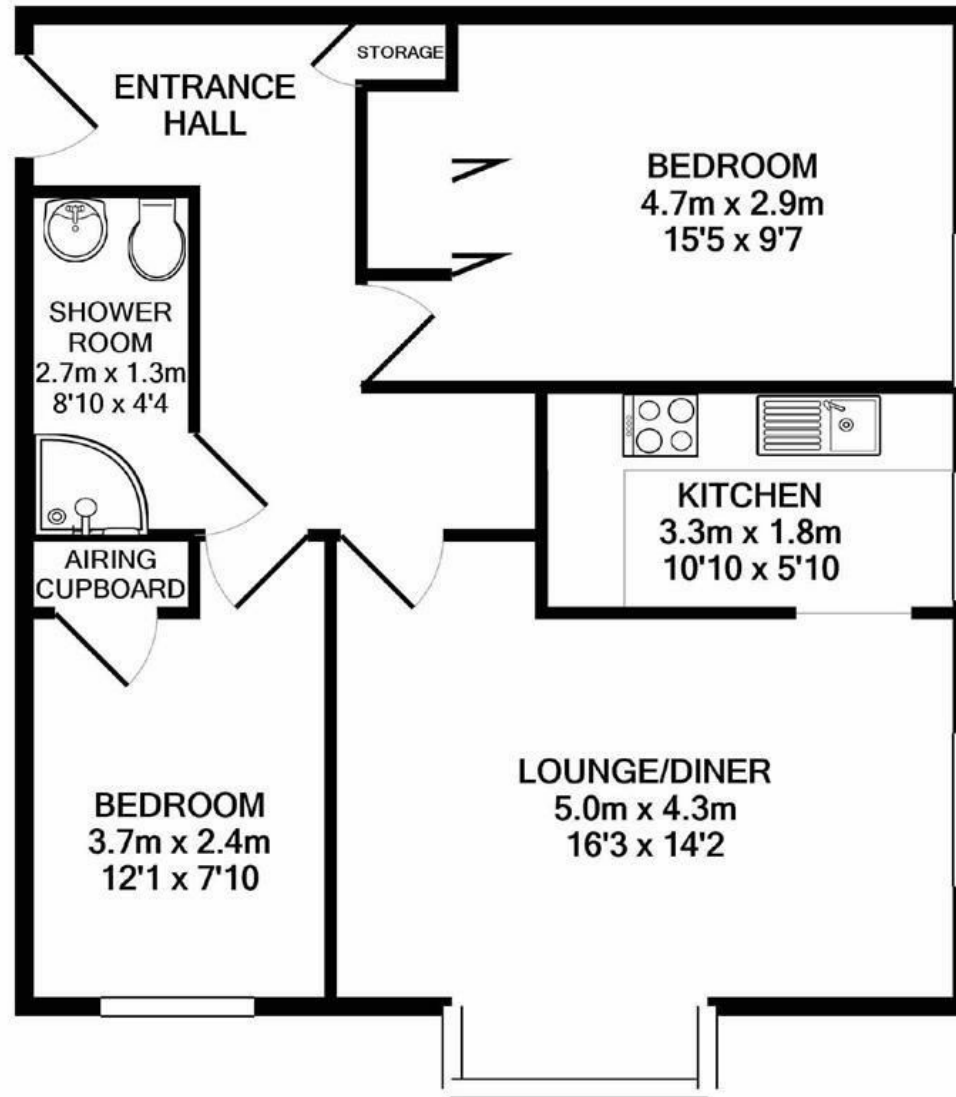 STORAGE
ENTRANCE
HALL
BEDROOM
4.7m x 2.9m
15'5 x 9'7
SHOWER
ROOM
2.7m x 1.3m
8'10 x 4'4
KITCHEN
3.3m x 1.8m
10'10 x 5'10
AIRING
CUPBOARD
LOUNGE/DINER
5.0m x 4.3m
16'3 x 14'2
BEDROOM
3.7m x 2.4m
12'1 x 7'10